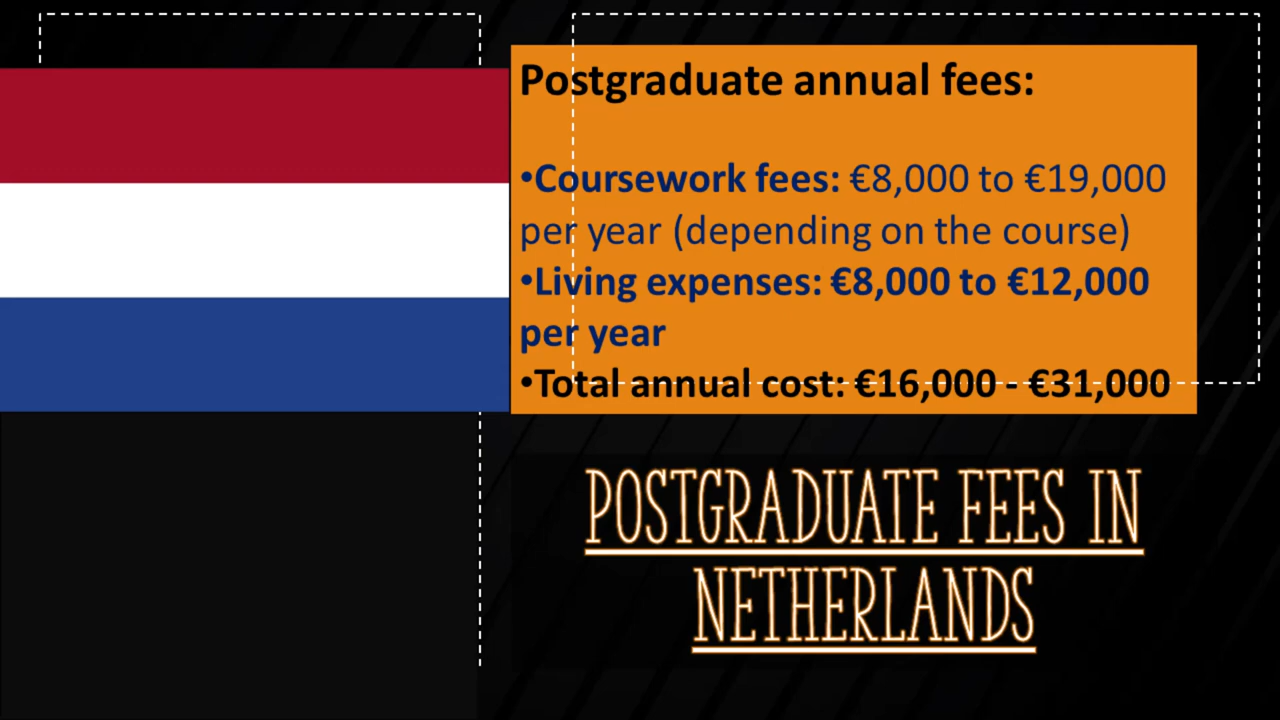 Postgraduate annual fees:
•Coursework fees: €8,000 to €19,000
per year (depending on the course)
•Living expenses: €8,000 to €12,000
per year
•Total annual cost: €16,000 - €31,000
POSTGRADUATE FEES IN
NETHERLANDS